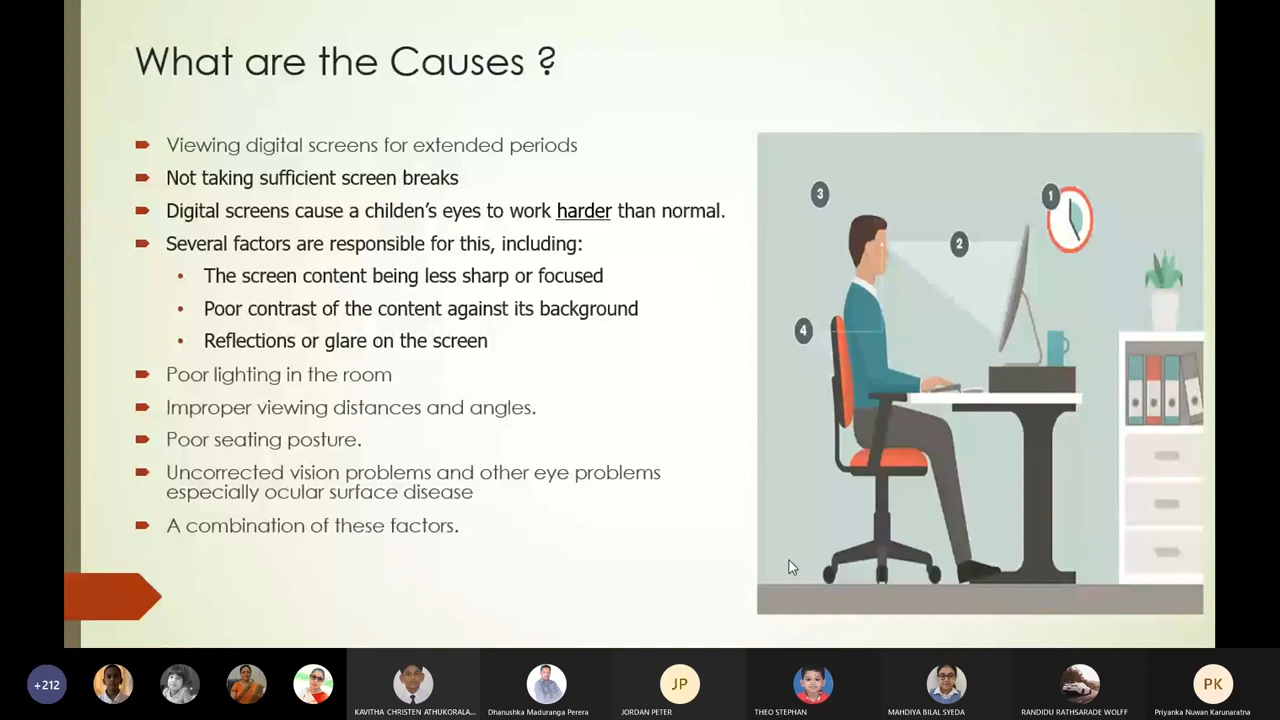 What are the Causes ?
Viewing digital screens for extended periods
Not taking sufficient screen breaks
Digital screens cause a childen's eyes to work harder than normal.
Several factors are responsible for this, including:
The screen content being less sharp or focused
Poor contrast of the content against its background
Reflections or glare on the screen
Poor lighting in the room
Improper viewing distances and angles.
Poor seating posture.
Uncorrected vision problems and other eye problems
especially ocular surface disease
A combination of these factors.
3
1
2
4
+212
JP
PK
KAVITHA CHRISTEN ATHUKORALA...
Dhanushka Maduranga Perera
JORDAN PETER
THEO STEPHAN
MAHDIYA BILAL SYEDA
RANDIDU RATHSARADE WOLFF
Priyanka Nuwan Karunaratna